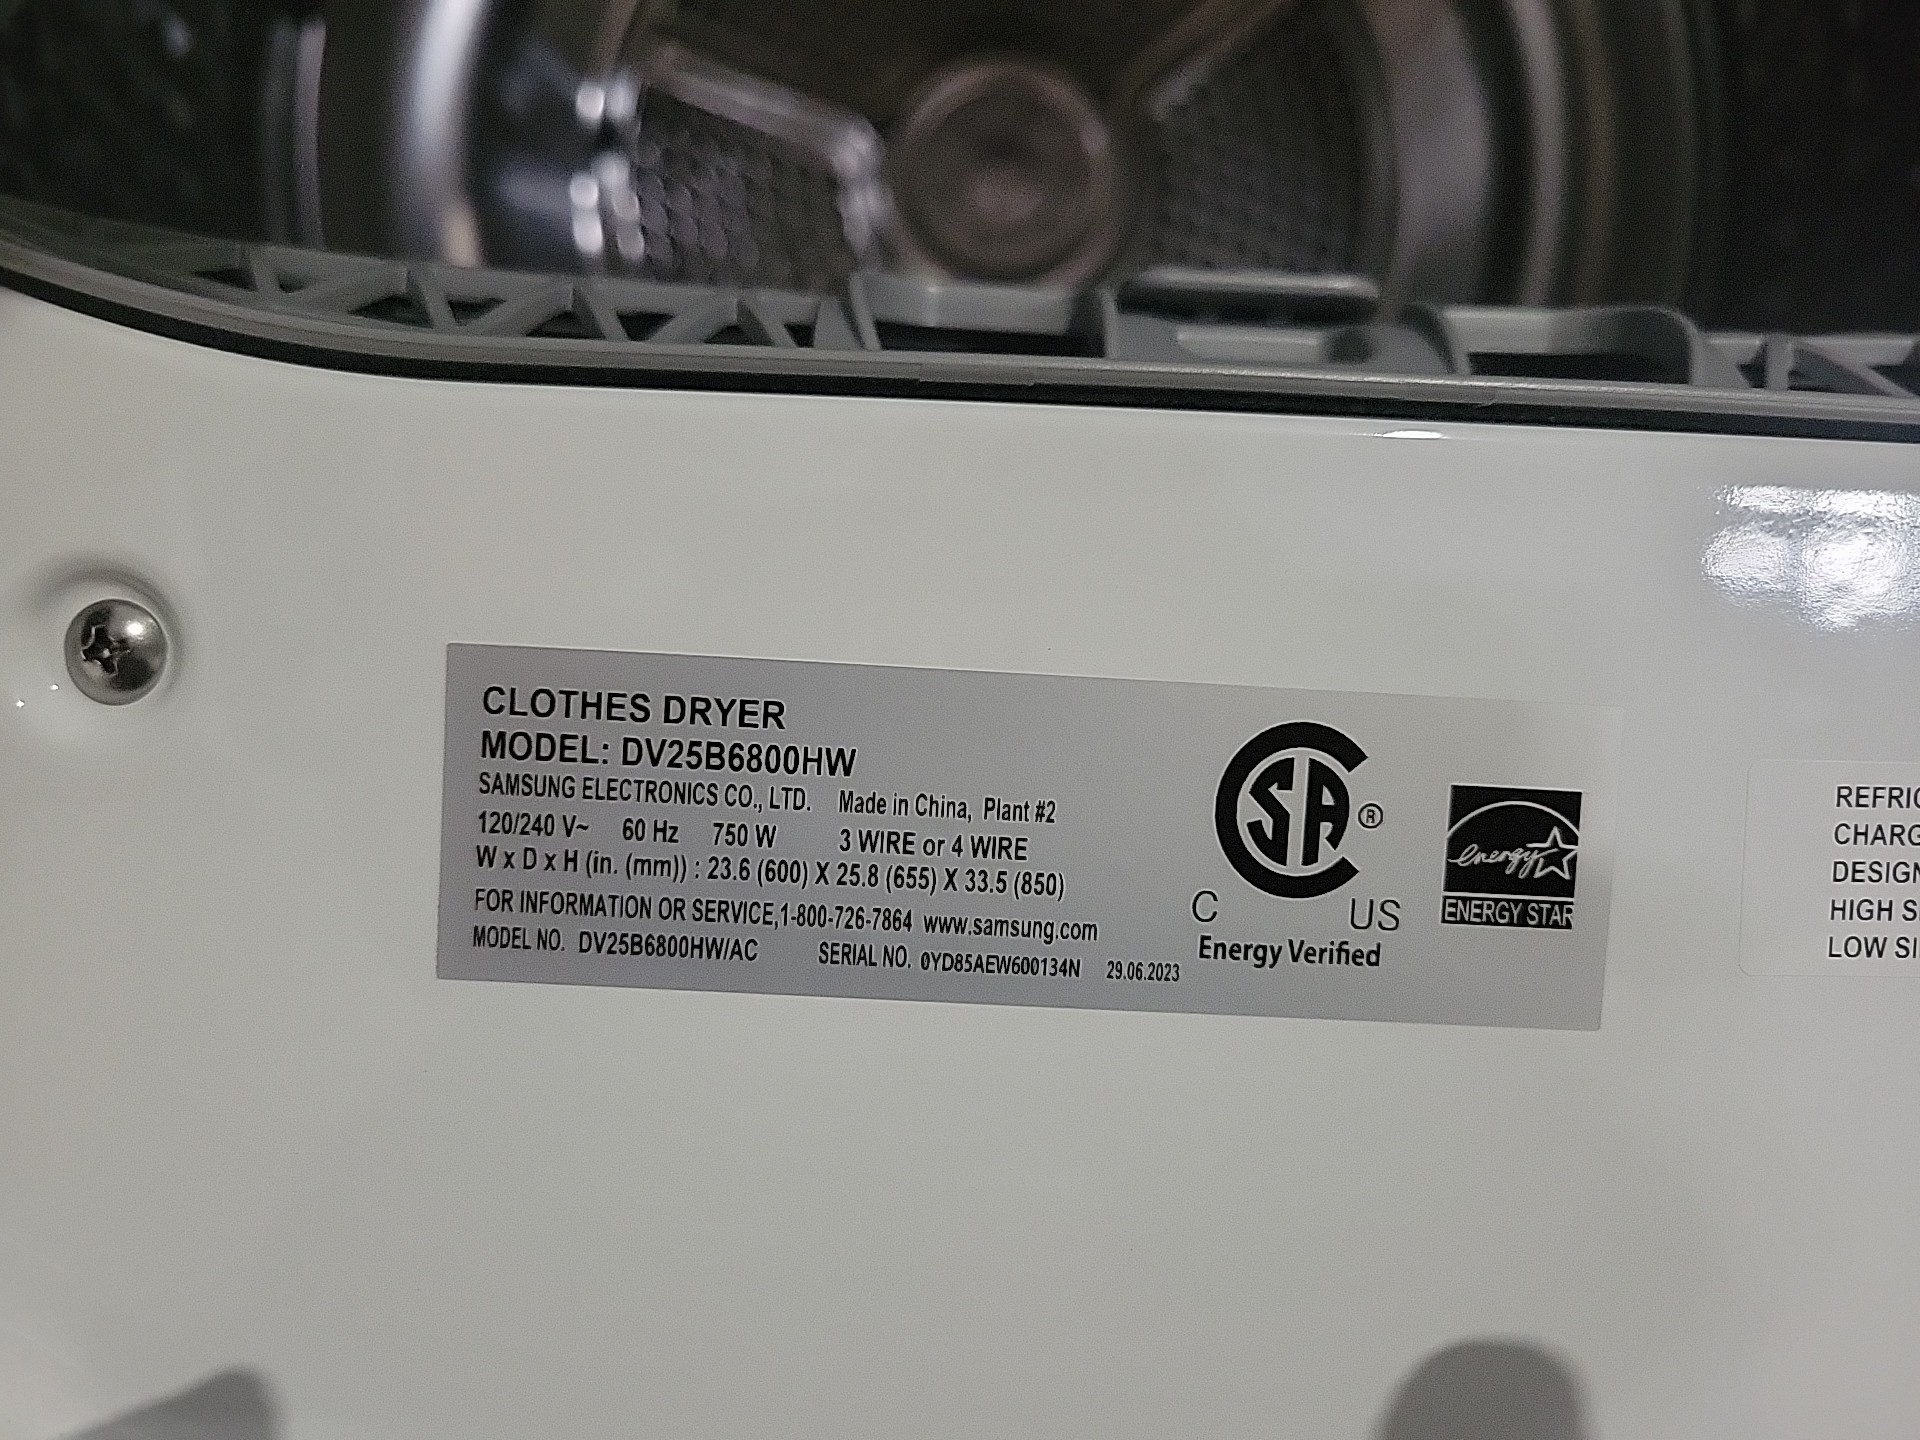 CLOTHES DRYER
MODEL: DV25B6800HW
SAMSUNG ELECTRONICS CO., LTD. Made in China, Plant #2
120/240 V~ 60 Hz 750 W 3 WIRE or 4 WIRE
W x D x H (in. (mm)) : 23.6 (600) X 25.8 (655) X 33.5 (850)
FOR INFORMATION OR SERVICE,1-800-726-7864 www.samsung.com
MODEL NO. DV25B6800HW/AC SERIAL NO. 0YD85AEW600134N 29.06.2023
SA ®
C US
Energy Verified
energy
ENERGY STAR
REFRIG
CHARG
DESIGN
HIGH S
LOW SI